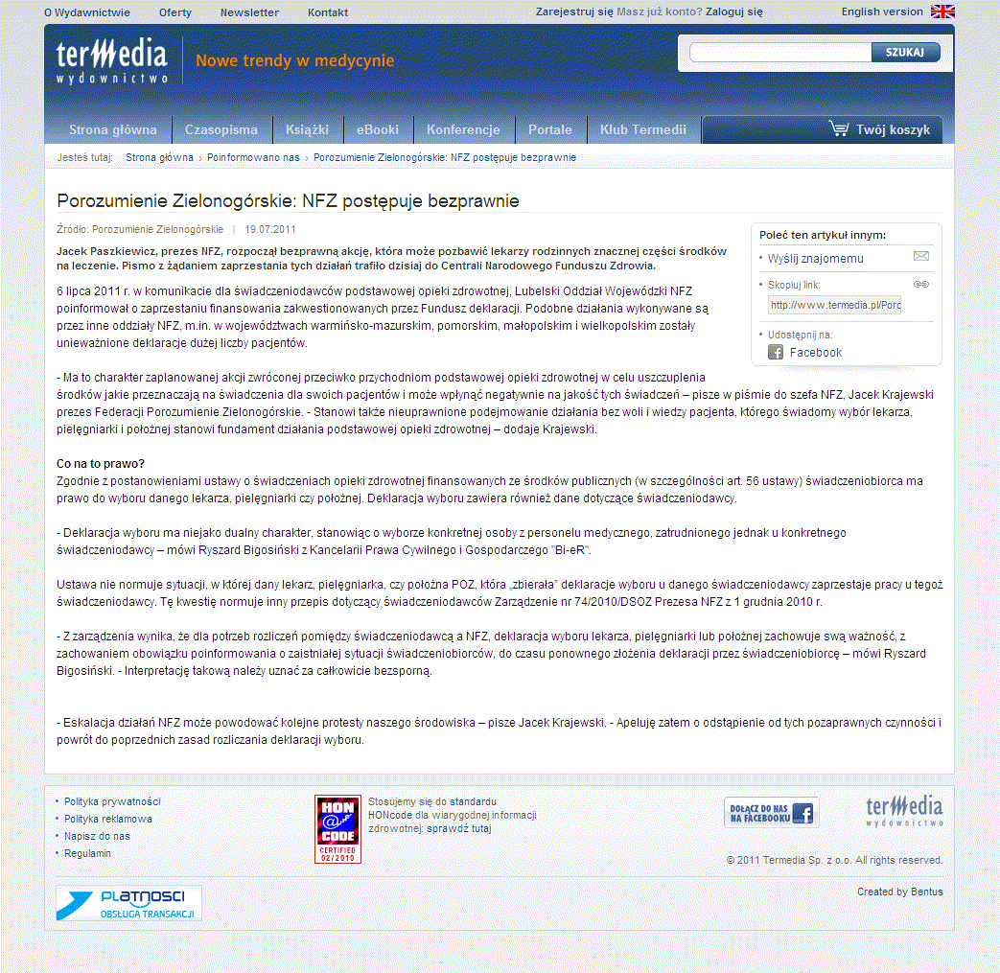 O Wydawnictwie Oferty Newsletter Kontakt Zarejestruj się Masz już konto? Zaloguj się English version
terMedia
wydawnictwo
Nowe trendy w medycynie
SZUKAJ
Strona główna Czasopisma Książki eBooki Konferencje Portale Klub Termedii Twój koszyk
Jesteś tutaj: Strona główna › Poinformowano nas › Porozumienie Zielonogórskie: NFZ postępuje bezprawnie
Porozumienie Zielonogórskie: NFZ postępuje bezprawnie
Źródło: Porozumienie Zielonogórskie | 19.07.2011
Jacek Paszkiewicz, prezes NFZ, rozpoczął bezprawną akcję, która może pozbawić lekarzy rodzinnych znacznej części środków
na leczenie. Pismo z żądaniem zaprzestania tych działań trafiło dzisiaj do Centrali Narodowego Funduszu Zdrowia.
Poleć ten artykuł innym:
• Wyślij znajomemu
• Skopiuj link:
http://www.termedia.pl/Porc
• Udostępnij na:
Facebook
6 lipca 2011 r. w komunikacie dla świadczeniodawców podstawowej opieki zdrowotnej, Lubelski Oddział Wojewódzki NFZ
poinformował o zaprzestaniu finansowania zakwestionowanych przez Fundusz deklaracji. Podobne działania wykonywane są
przez inne oddziały NFZ, m.in. w województwach warmińsko-mazurskim, pomorskim, małopolskim i wielkopolskim zostały
unieważnione deklaracje dużej liczby pacjentów.
- Ma to charakter zaplanowanej akcji zwróconej przeciwko przychodniom podstawowej opieki zdrowotnej w celu uszczuplenia
środków jakie przeznaczają na świadczenia dla swoich pacjentów i może wpłynąć negatywnie na jakość tych świadczeń – pisze w piśmie do szefa NFZ, Jacek Krajewski
prezes Federacji Porozumienie Zielonogórskie. - Stanowi także nieuprawnione podejmowanie działania bez woli i wiedzy pacjenta, którego świadomy wybór lekarza,
pielęgniarki i położnej stanowi fundament działania podstawowej opieki zdrowotnej – dodaje Krajewski.
Co na to prawo?
Zgodnie z postanowieniami ustawy o świadczeniach opieki zdrowotnej finansowanych ze środków publicznych (w szczególności art. 56 ustawy) świadczeniobiorca ma
prawo do wyboru danego lekarza, pielęgniarki czy położnej. Deklaracja wyboru zawiera również dane dotyczące świadczeniodawcy.
- Deklaracja wyboru ma niejako dualny charakter, stanowiąc o wyborze konkretnej osoby z personelu medycznego, zatrudnionego jednak u konkretnego
świadczeniodawcy – mówi Ryszard Bigosiński z Kancelarii Prawa Cywilnego i Gospodarczego "Bi-eR".
Ustawa nie normuje sytuacji, w której dany lekarz, pielęgniarka, czy położna POZ, która „zbierała” deklaracje wyboru u danego świadczeniodawcy zaprzestaje pracy u tegoż
świadczeniodawcy. Tę kwestię normuje inny przepis dotyczący świadczeniodawców Zarządzenie nr 74/2010/DSOZ Prezesa NFZ z 1 grudnia 2010 r.
- Z zarządzenia wynika, że dla potrzeb rozliczeń pomiędzy świadczeniodawcą a NFZ, deklaracja wyboru lekarza, pielęgniarki lub położnej zachowuje swą ważność, z
zachowaniem obowiązku poinformowania o zaistniałej sytuacji świadczeniobiorców, do czasu ponownego złożenia deklaracji przez świadczeniobiorcę – mówi Ryszard
Bigosiński. - Interpretację takową należy uznać za całkowicie bezsporną.
- Eskalacja działań NFZ może powodować kolejne protesty naszego środowiska – pisze Jacek Krajewski. - Apeluję zatem o odstąpienie od tych pozaprawnych czynności i
powrót do poprzednich zasad rozliczania deklaracji wyboru.
• Polityka prywatności
• Polityka reklamowa
• Napisz do nas
• Regulamin
HON
@
CODE
CERTIFIED
02/2010
Stosujemy się do standardu
HONcode dla wiarygodnej informacji
zdrowotnej: sprawdź tutaj
DOŁĄCZ DO NAS
NA FACEBOOKU
terMedia
wydawnictwo
© 2011 Termedia Sp. z o.o. All rights reserved.
PŁATNOŚCI
OBSŁUGA TRANSAKCJI
Created by Bentus